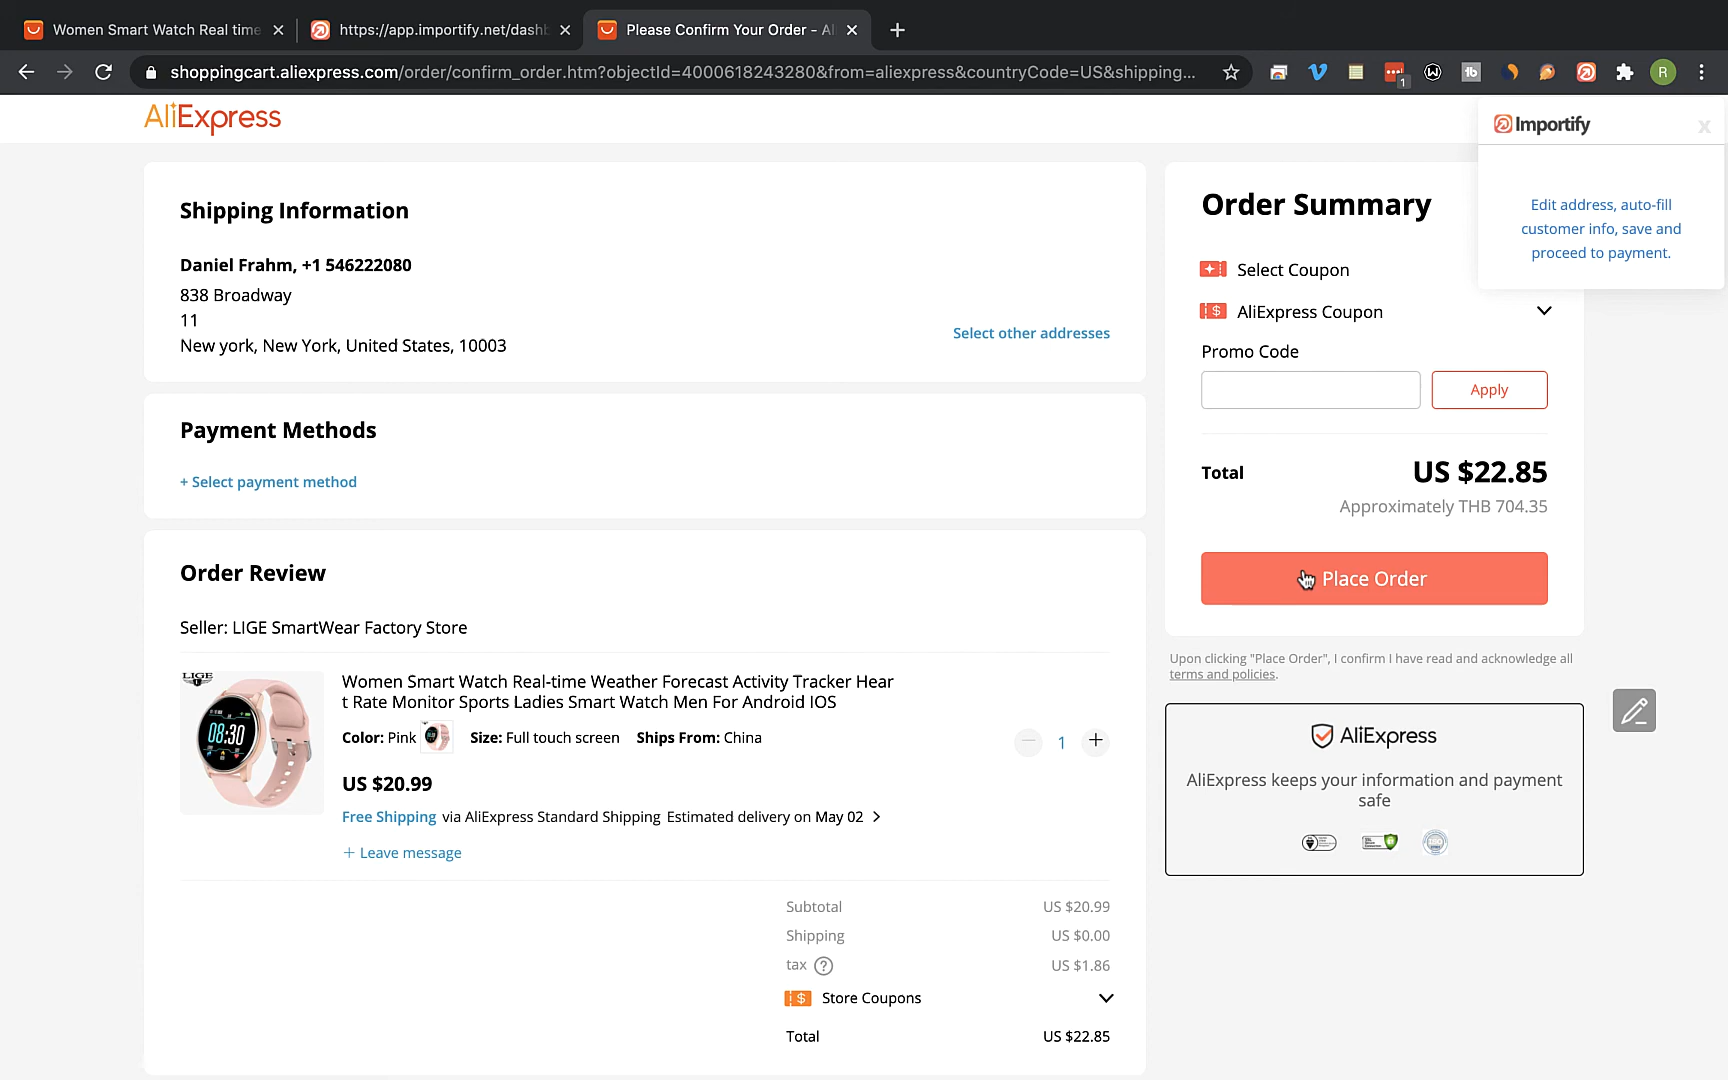 Women Smart Watch Real time
https://app.importify.net/dashb
Please Confirm Your Order - Al
shoppingcart.aliexpress.com/order/confirm_order.htm?objectId=4000618243280&from=aliexpress&countryCode=US&shipping...
1
R
AliExpress
Importify
x
Edit address, auto-fill
customer info, save and
proceed to payment.
Shipping Information
Daniel Frahm, +1 546222080
838 Broadway
11
New york, New York, United States, 10003
Select other addresses
Payment Methods
+ Select payment method
Order Review
Seller: LIGE SmartWear Factory Store
LIGE
08:30
Women Smart Watch Real-time Weather Forecast Activity Tracker Hear
t Rate Monitor Sports Ladies Smart Watch Men For Android IOS
Color: Pink Size: Full touch screen Ships From: China
1
US $20.99
Free Shipping via AliExpress Standard Shipping Estimated delivery on May 02
+ Leave message
Subtotal US $20.99
Shipping US $0.00
tax ? US $1.86
Store Coupons
Total US $22.85
Order Summary
Select Coupon
AliExpress Coupon
Promo Code
Apply
Total US $22.85
Approximately THB 704.35
Place Order
Upon clicking "Place Order", I confirm I have read and acknowledge all
terms and policies.
AliExpress
AliExpress keeps your information and payment
safe